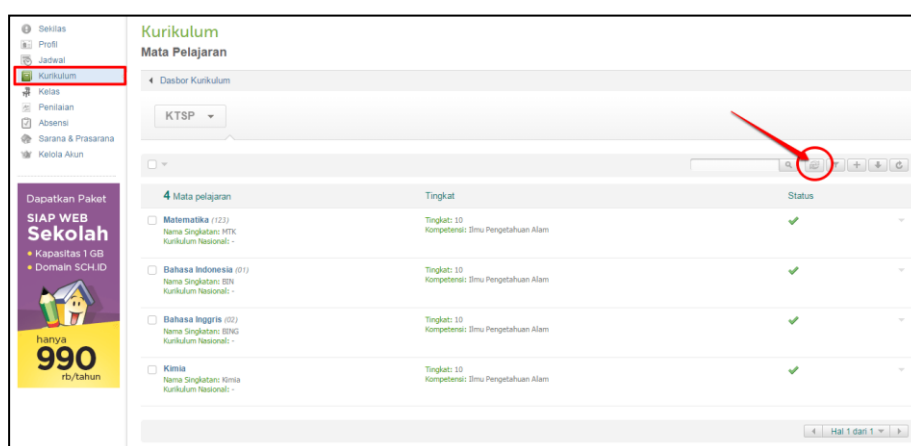 Sekilas
Profil
Jadwal
Kurikulum
Kelas
Penilaian
Absensi
Sarana & Prasarana
Kelola Akun
Dapatkan Paket
SIAP WEB
Sekolah
• Kapasitas 1 GB
• Domain SCH.ID
hanya
990
rb/tahun
Kurikulum
Mata Pelajaran
Dasbor Kurikulum
KTSP
4 Mata pelajaran Tingkat Status
Matematika (123) Tingkat: 10
Nama Singkatan: MTK Kompetensi: Ilmu Pengetahuan Alam
Kurikulum Nasional: -
Bahasa Indonesia (01) Tingkat: 10
Nama Singkatan: BIN Kompetensi: Ilmu Pengetahuan Alam
Kurikulum Nasional: -
Bahasa Inggris (02) Tingkat: 10
Nama Singkatan: BING Kompetensi: Ilmu Pengetahuan Alam
Kurikulum Nasional: -
Kimia Tingkat: 10
Nama Singkatan: Kimia Kompetensi: Ilmu Pengetahuan Alam
Kurikulum Nasional: -
Hal 1 dari 1